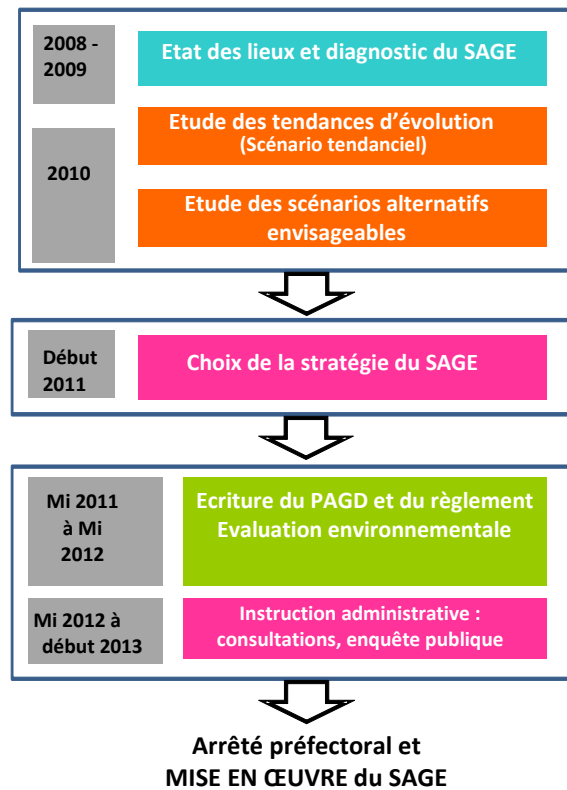 2008 -
2009
Etat des lieux et diagnostic du SAGE
2010
Etude des tendances d’évolution
(Scénario tendanciel)
Etude des scénarios alternatifs
envisageables
Début
2011
Choix de la stratégie du SAGE
Mi 2011
à Mi
2012
Ecriture du PAGD et du règlement
Evaluation environnementale
Mi 2012 à
début 2013
Instruction administrative :
consultations, enquête publique
Arrêté préfectoral et
MISE EN ŒUVRE du SAGE